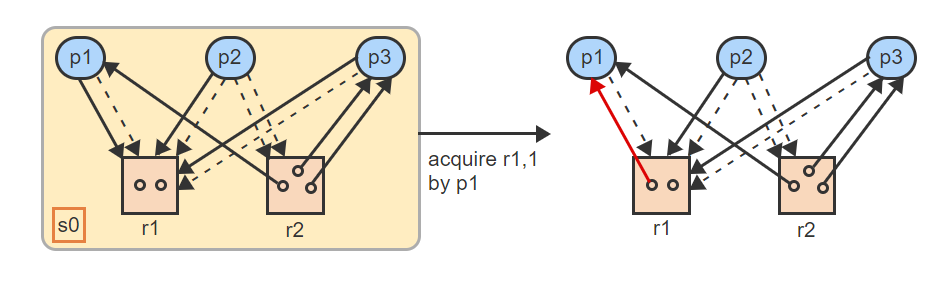 p1 p2 p3
r1 r2
s0
acquire r1,1
by p1
p1 p2 p3
r1 r2